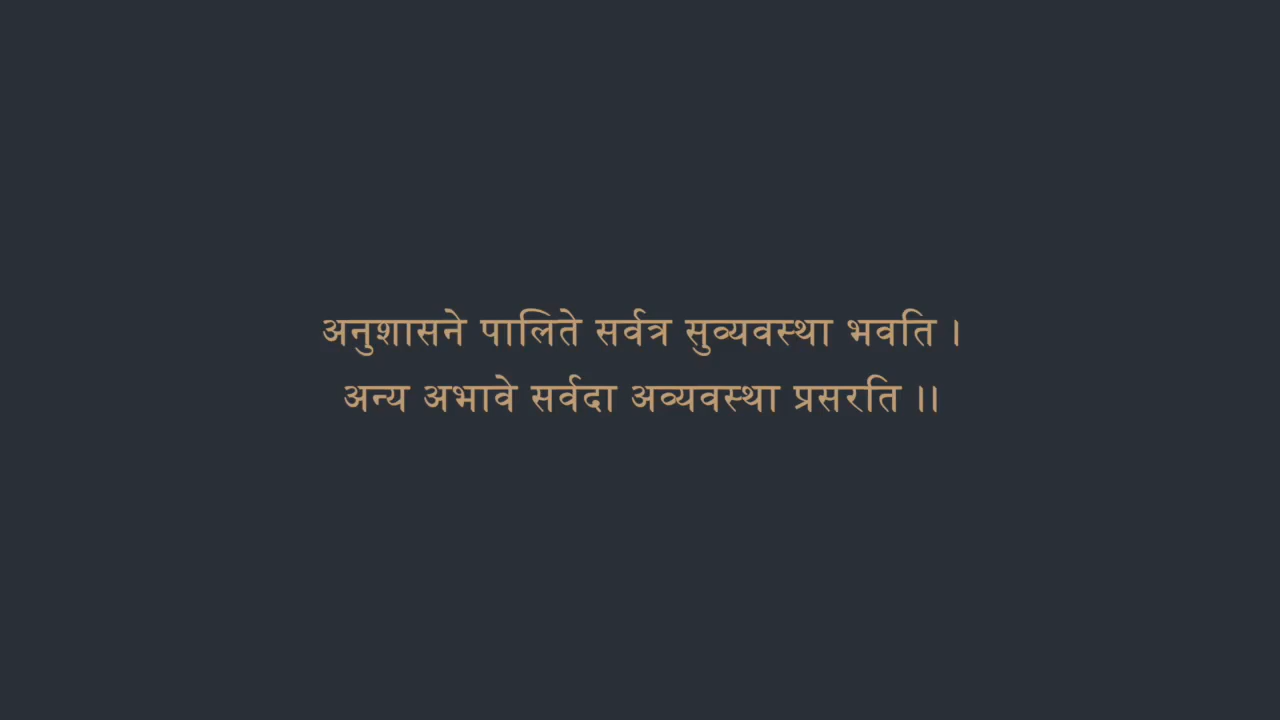 अनुशासने पालिते सर्वत्र सुव्यवस्था भवति ।
अन्य अभावे सर्वदा अव्यवस्था प्रसरति ।।